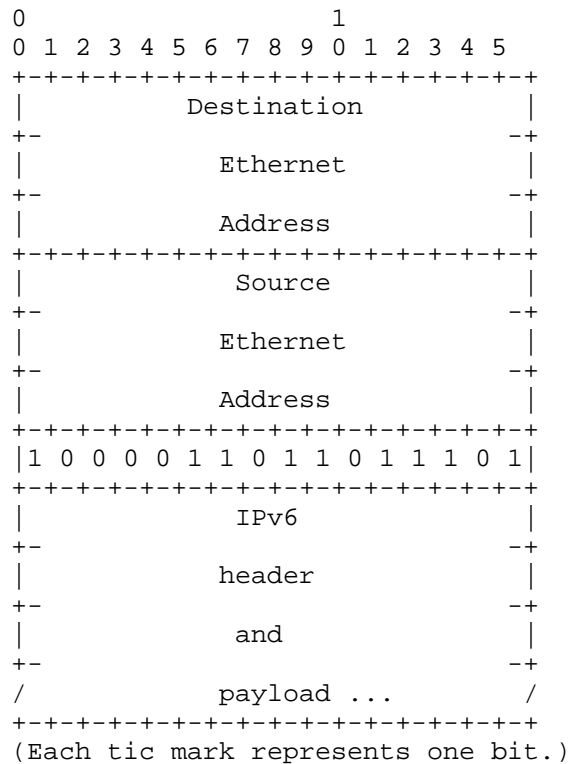 0                   1
0 1 2 3 4 5 6 7 8 9 0 1 2 3 4 5
+-+-+-+-+-+-+-+-+-+-+-+-+-+-+-+-+
|          Destination          |
+-                             -+
|            Ethernet           |
+-                             -+
|            Address            |
+-+-+-+-+-+-+-+-+-+-+-+-+-+-+-+-+
|             Source            |
+-                             -+
|            Ethernet           |
+-                             -+
|            Address            |
+-+-+-+-+-+-+-+-+-+-+-+-+-+-+-+-+
|1 0 0 0 0 1 1 0 1 1 0 1 1 1 0 1|
+-+-+-+-+-+-+-+-+-+-+-+-+-+-+-+-+
|             IPv6              |
+-                             -+
|            header             |
+-                             -+
|             and               |
+-                             -+
/            payload ...        /
+-+-+-+-+-+-+-+-+-+-+-+-+-+-+-+-+
(Each tic mark represents one bit.)